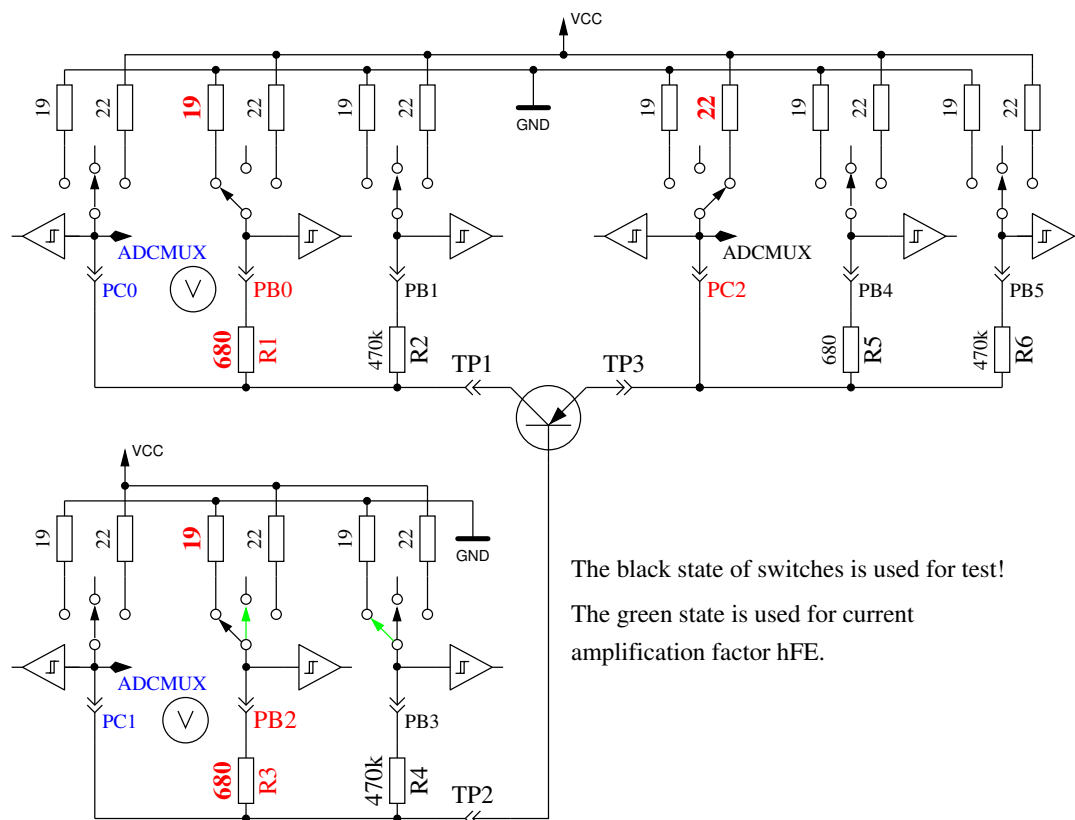 VCC
19
22
19
22
19
22
GND
19
22
19
22
19
22
ADCMUX
ADCMUX
PC0
V
PB0
PB1
PC2
PB4
PB5
680
R1
470k
R2
680
R5
470k
R6
TP1
TP3
VCC
19
22
19
22
19
22
GND
The black state of switches is used for test!
The green state is used for current
amplification factor hFE.
ADCMUX
PC1
V
PB2
PB3
680
R3
470k
R4
TP2